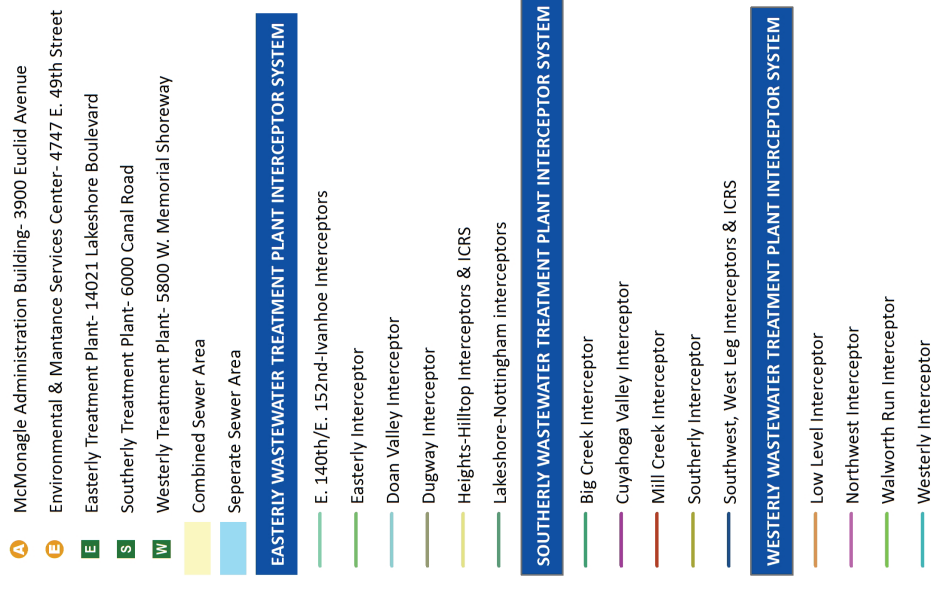 A McMonagle Administration Building- 3900 Euclid Avenue
E Environmental & Mantance Services Center- 4747 E. 49th Street
E Easterly Treatment Plant- 14021 Lakeshore Boulevard
S Southerly Treatment Plant- 6000 Canal Road
W Westerly Treatment Plant- 5800 W. Memorial Shoreway
Combined Sewer Area
Seperate Sewer Area
EASTERLY WASTEWATER TREATMENT PLANT INTERCEPTOR SYSTEM
E. 140th/E. 152nd-Ivanhoe Interceptors
Easterly Interceptor
Doan Valley Interceptor
Dugway Interceptor
Heights-Hilltop Interceptors & ICRS
Lakeshore-Nottingham interceptors
SOUTHERLY WASTEWATER TREATMENT PLANT INTERCEPTOR SYSTEM
Big Creek Interceptor
Cuyahoga Valley Interceptor
Mill Creek Interceptor
Southerly Interceptor
Southwest, West Leg Interceptors & ICRS
WESTERLY WASTEWATER TREATMENT PLANT INTERCEPTOR SYSTEM
Low Level Interceptor
Northwest Interceptor
Walworth Run Interceptor
Westerly Interceptor